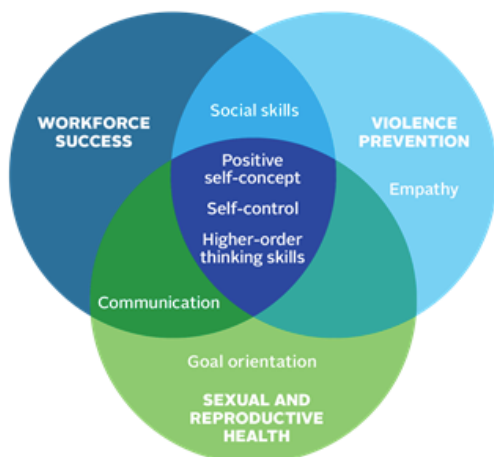 Social skills
WORKFORCE
SUCCESS
VIOLENCE
PREVENTION
Positive
self-concept
Empathy
Self-control
Higher-order
thinking skills
Communication
Goal orientation
SEXUAL AND
REPRODUCTIVE
HEALTH